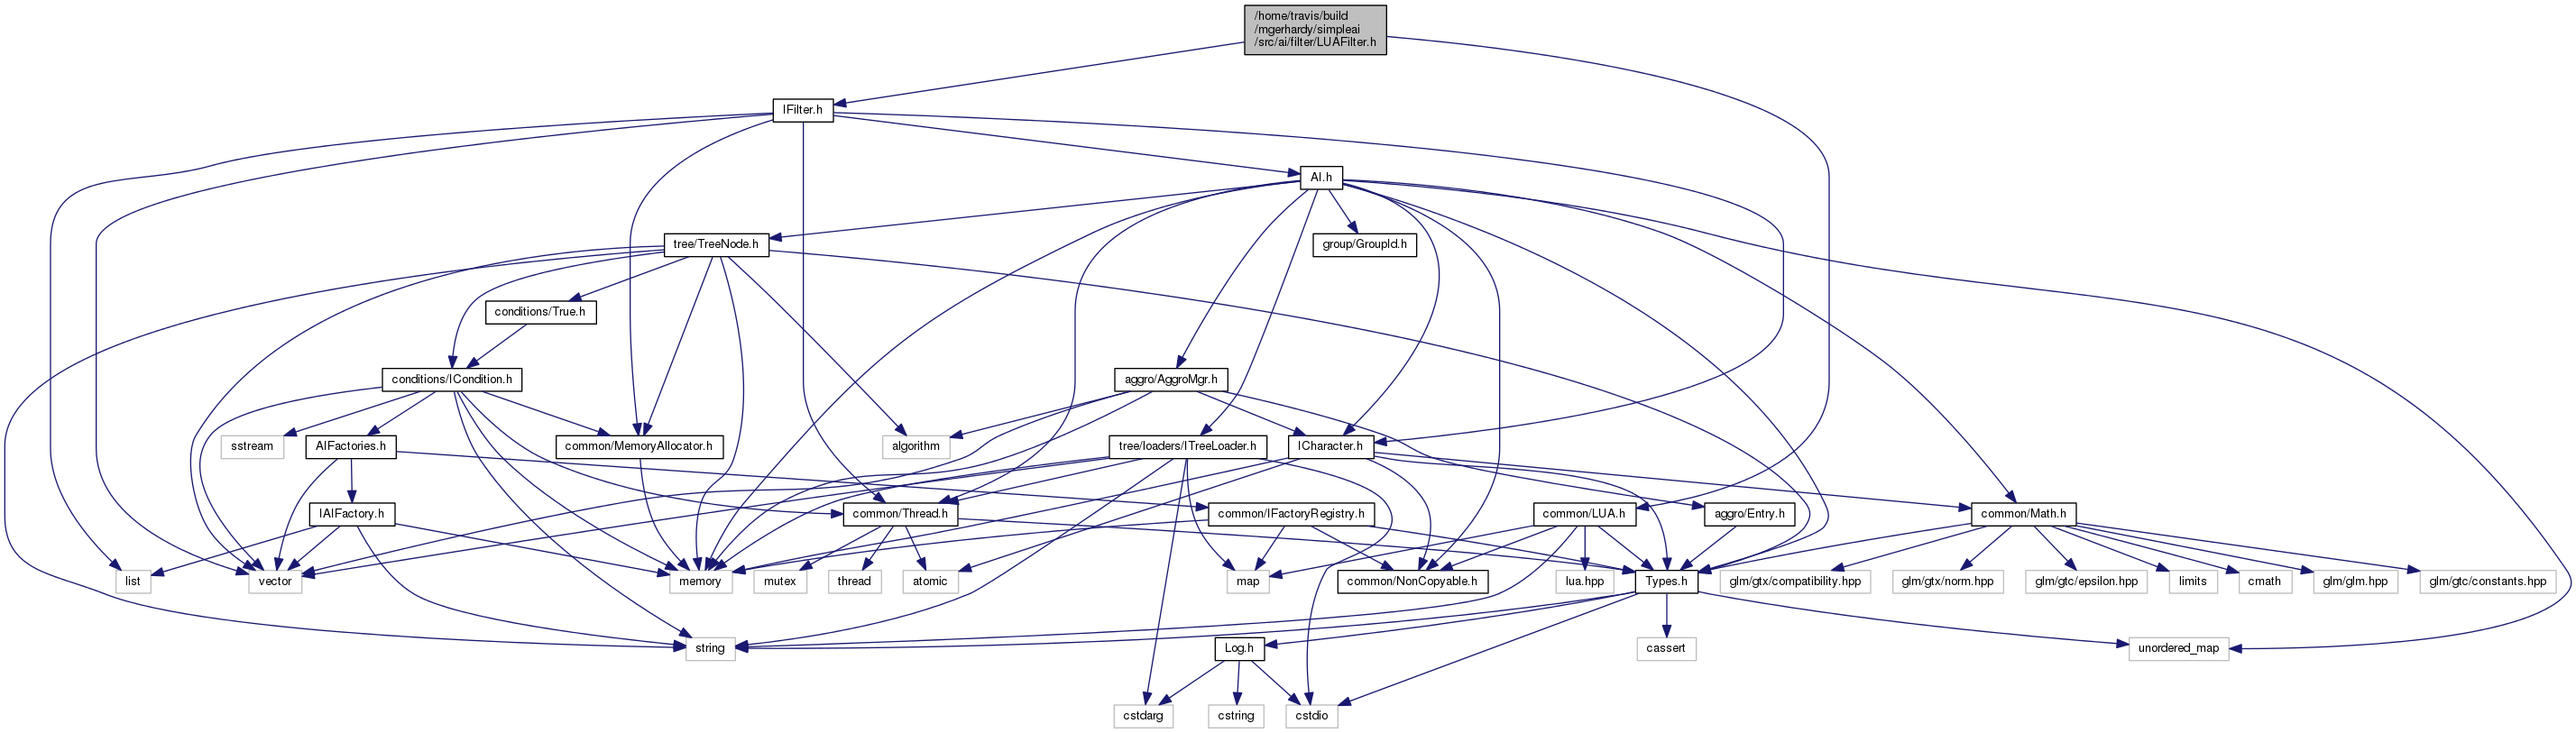 /home/travis/build
/mgerhardy/simpleai
/src/ai/filter/LUAFilter.h
IFilter.h
AI.h
tree/TreeNode.h
group/GroupId.h
conditions/True.h
conditions/ICondition.h
aggro/AggroMgr.h
sstream
AIFactories.h
common/MemoryAllocator.h
algorithm
tree/loaders/ITreeLoader.h
ICharacter.h
IAIFactory.h
common/Thread.h
common/IFactoryRegistry.h
common/LUA.h
aggro/Entry.h
common/Math.h
list
vector
memory
mutex
thread
atomic
map
common/NonCopyable.h
lua.hpp
Types.h
glm/gtx/compatibility.hpp
glm/gtx/norm.hpp
glm/gtc/epsilon.hpp
limits
cmath
glm/glm.hpp
glm/gtc/constants.hpp
string
Log.h
cassert
unordered_map
cstdarg
cstring
cstdio